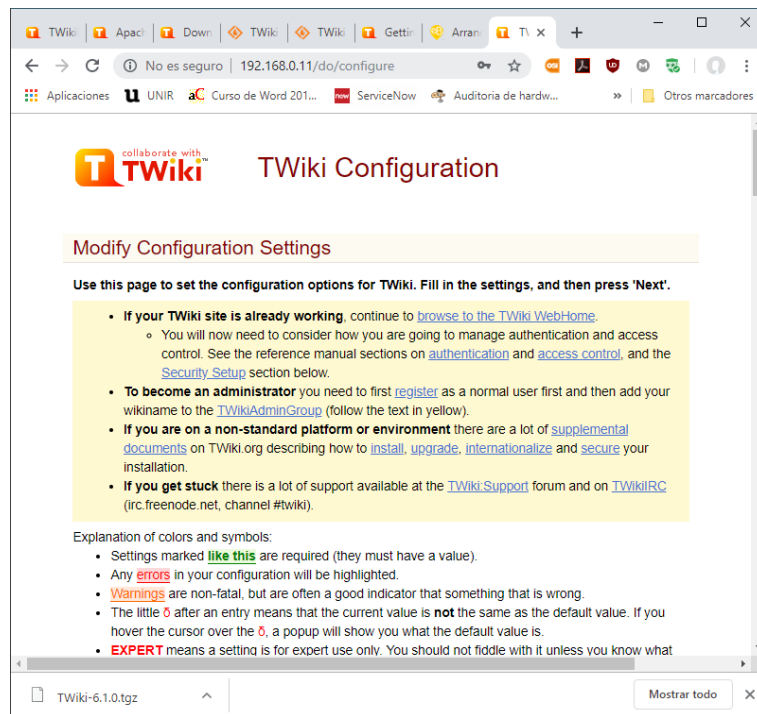 TWiki
Apach
Down
TWiki
TWiki
Gettin
Arran
TV
No es seguro | 192.168.0.11/do/configure
Aplicaciones
UNIR
Curso de Word 201...
ServiceNow
Auditoria de hardw...
»
Otros marcadores
collaborate with
TWiki™
TWiki Configuration
Modify Configuration Settings
Use this page to set the configuration options for TWiki. Fill in the settings, and then press 'Next'.
• If your TWiki site is already working, continue to browse to the TWiki WebHome.
◦ You will now need to consider how you are going to manage authentication and access
control. See the reference manual sections on authentication and access control, and the
Security Setup section below.
• To become an administrator you need to first register as a normal user first and then add your
wikiname to the TWikiAdminGroup (follow the text in yellow).
• If you are on a non-standard platform or environment there are a lot of supplemental
documents on TWiki.org describing how to install, upgrade, internationalize and secure your
installation.
• If you get stuck there is a lot of support available at the TWiki:Support forum and on TWikiIRC
(irc.freenode.net, channel #twiki).
Explanation of colors and symbols:
• Settings marked like this are required (they must have a value).
• Any errors in your configuration will be highlighted.
• Warnings are non-fatal, but are often a good indicator that something that is wrong.
• The little δ after an entry means that the current value is not the same as the default value. If you
hover the cursor over the δ, a popup will show you what the default value is.
• EXPERT means a setting is for expert use only. You should not fiddle with it unless you know what
TWiki-6.1.0.tgz
Mostrar todo